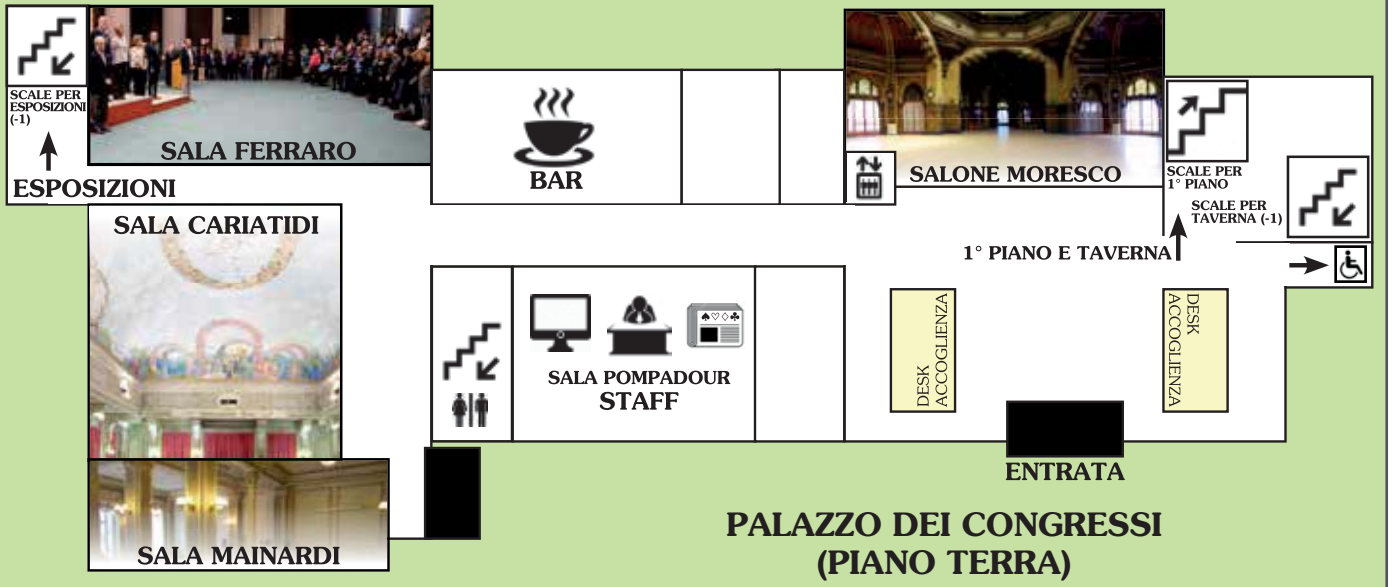 SCALE PER
ESPOSIZIONI
(-1)
ESPOSIZIONI
SALA FERRARO
BAR
SALONE MORESCO
SCALE PER
1° PIANO
SCALE PER
TAVERNA (-1)
1° PIANO E TAVERNA
SALA CARIATIDI
SALA POMPADOUR
STAFF
DESK
ACCOGLIENZA
DESK
ACCOGLIENZA
SALA MAINARDI
ENTRATA
PALAZZO DEI CONGRESSI
(PIANO TERRA)